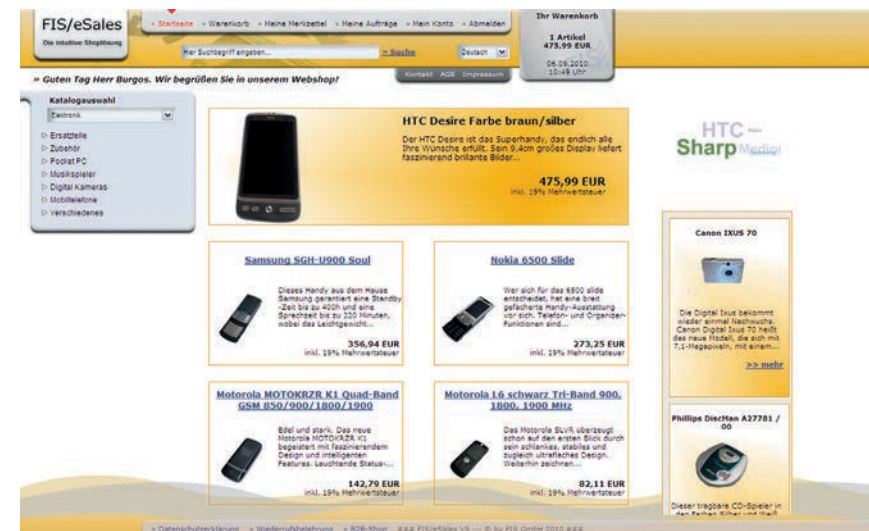 FIS/eSales
Die intuitive Shoplösung
» Startseite » Warenkorb » Meine Merkzettel » Meine Aufträge » Mein Konto » Abmelden
Hier Suchbegriff eingeben...
» Suche
Deutsch
Ihr Warenkorb
1 Artikel
475,99 EUR
06.09.2010
10:49 Uhr
Kontakt AGB Impressum
» Guten Tag Herr Burgos. Wir begrüßen Sie in unserem Webshop!
Katalogauswahl
Elektronik
Ersatzteile
Zubehör
Pocket PC
Musikspieler
Digital Kameras
Mobiltelefone
Verschiedenes
HTC Desire Farbe braun/silber
Der HTC Desire ist das Superhandy, das endlich alle
Ihre Wünsche erfüllt. Sein 9,4cm großes Display liefert
faszinierend brillante Bilder...
475,99 EUR
inkl. 19% Mehrwertsteuer
HTC
Sharp Medion
Samsung SGH-U900 Soul
Dieses Handy aus dem Hause
Samsung garantiert eine Standby
-Zeit bis zu 400h und eine
Sprechzeit bis zu 220 Minuten,
wobei das Leichtgewicht...
356,94 EUR
inkl. 19% Mehrwertsteuer
Nokia 6500 Slide
Wer sich für das 6500 slide
entscheidet, hat eine breit
gefächerte Handy-Ausstattung
vor sich. Telefon- und Organizer-
Funktionen sind...
273,25 EUR
inkl. 19% Mehrwertsteuer
Motorola MOTOKRZR K1 Quad-Band
GSM 850/900/1800/1900
Edel und stark. Das neue
Motorola MOTOKRZR K1
begeistert mit faszinierendem
Design und intelligenten
Features. Leuchtende Status-...
142,79 EUR
inkl. 19% Mehrwertsteuer
Motorola L6 schwarz Tri-Band 900,
1800, 1900 MHz
Das Motorola SLVR überzeugt
schon auf den ersten Blick durch
sein schlankes, stabiles und
zugleich ultraflaches Design.
Weiterhin zeichnen...
82,11 EUR
inkl. 19% Mehrwertsteuer
Canon IXUS 70
Die Digital Ixus bekommt
wieder einmal Nachwuchs.
Canon Digital Ixus 70 heißt
das neue Modell, die sich mit
7,1-Megapixeln, mit einem...
>> mehr
Phillips DiscMan A27781 /
00
Dieser tragbare CD-Spieler in
den Farben Silber und Weiß
» Datenschutzerklärung » Wiederrufsbelehrung » B2B-Shop ### FIS/eSales V9 --- © by FIS GmbH 2010 ###